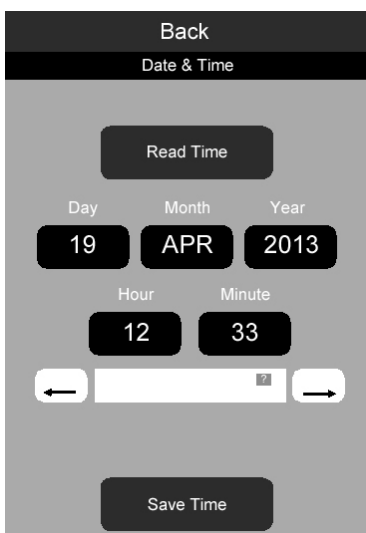 Back
Date & Time
Read Time
Day Month Year
19 APR 2013
Hour Minute
12 33
?
Save Time